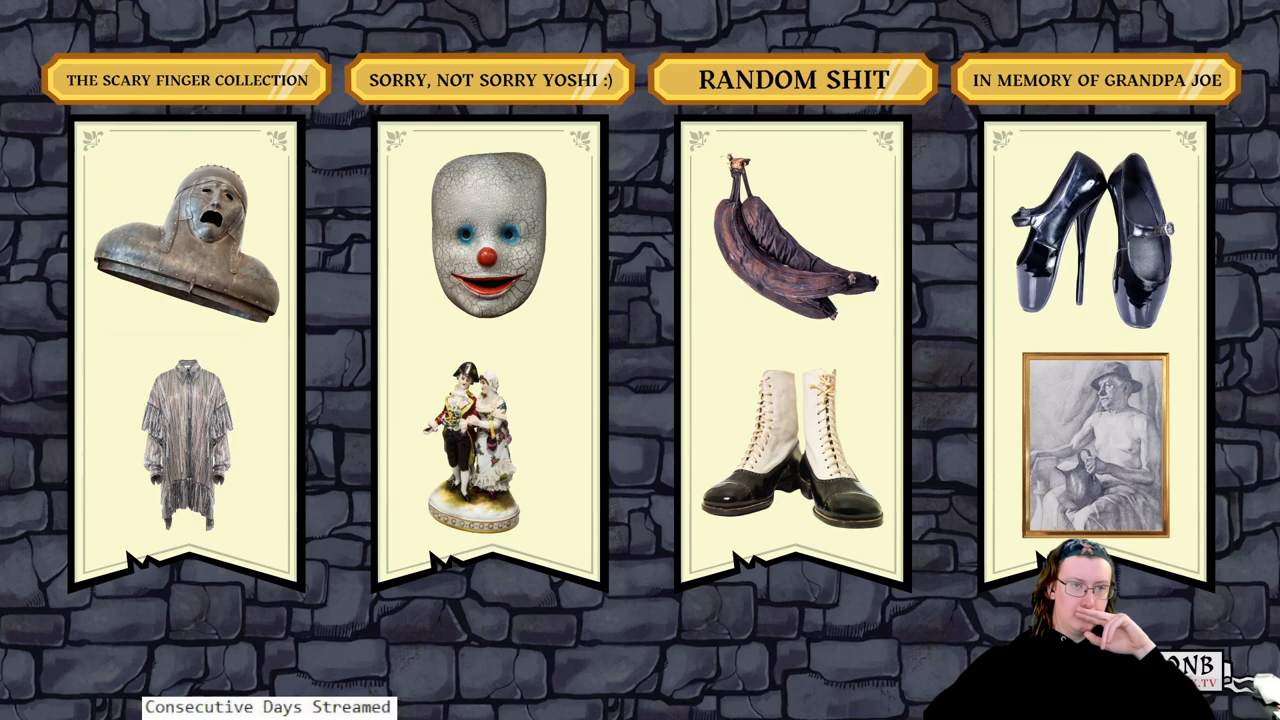 THE SCARY FINGER COLLECTION
SORRY, NOT SORRY YOSHI :)
RANDOM SHIT
IN MEMORY OF GRANDPA JOE
Consecutive Days Streamed